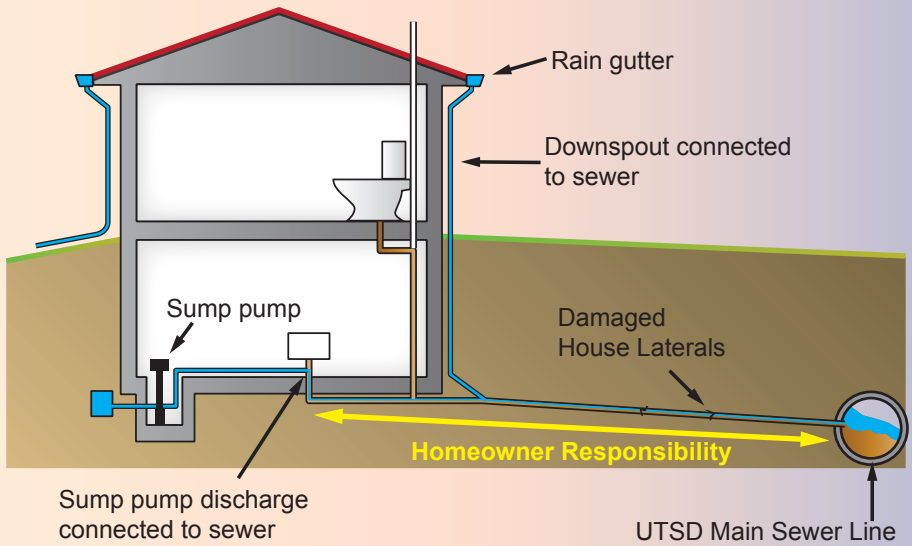 Rain gutter
Downspout connected
to sewer
Sump pump
Damaged
House Laterals
Homeowner Responsibility
Sump pump discharge
connected to sewer
UTSD Main Sewer Line